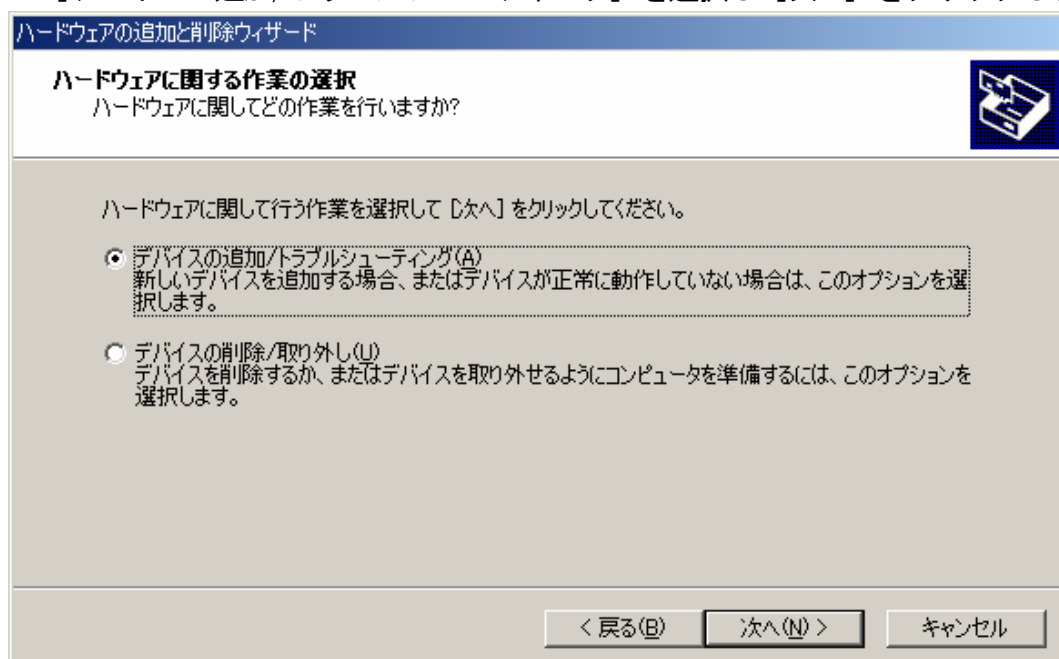 ハードウェアの追加と削除ウィザード
ハードウェアに関する作業の選択
ハードウェアに関してどの作業を行いますか?
ハードウェアに関して行う作業を選択して [次へ] をクリックしてください。
デバイスの追加/トラブルシューティング(A)
新しいデバイスを追加する場合、またはデバイスが正常に動作していない場合は、このオプションを選
択します。
デバイスの削除/取り外し(U)
デバイスを削除するか、またはデバイスを取り外せるようにコンピュータを準備するには、このオプションを
選択します。
< 戻る(B) 次へ(N) > キャンセル